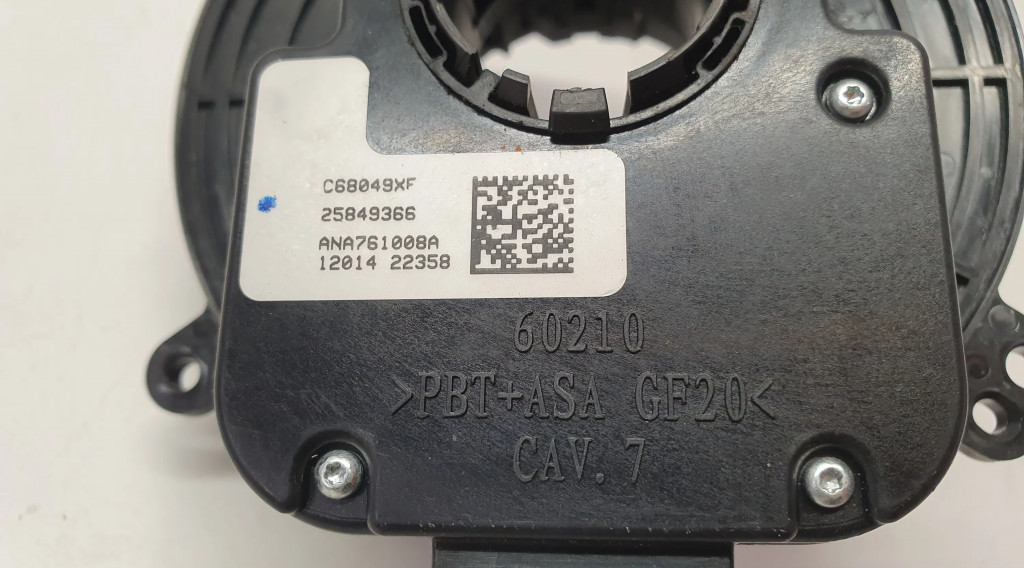 C68049XF
25849366
ANA761008A
12014 22358
60210
>PBT+ASA GF20<
CAV. 7